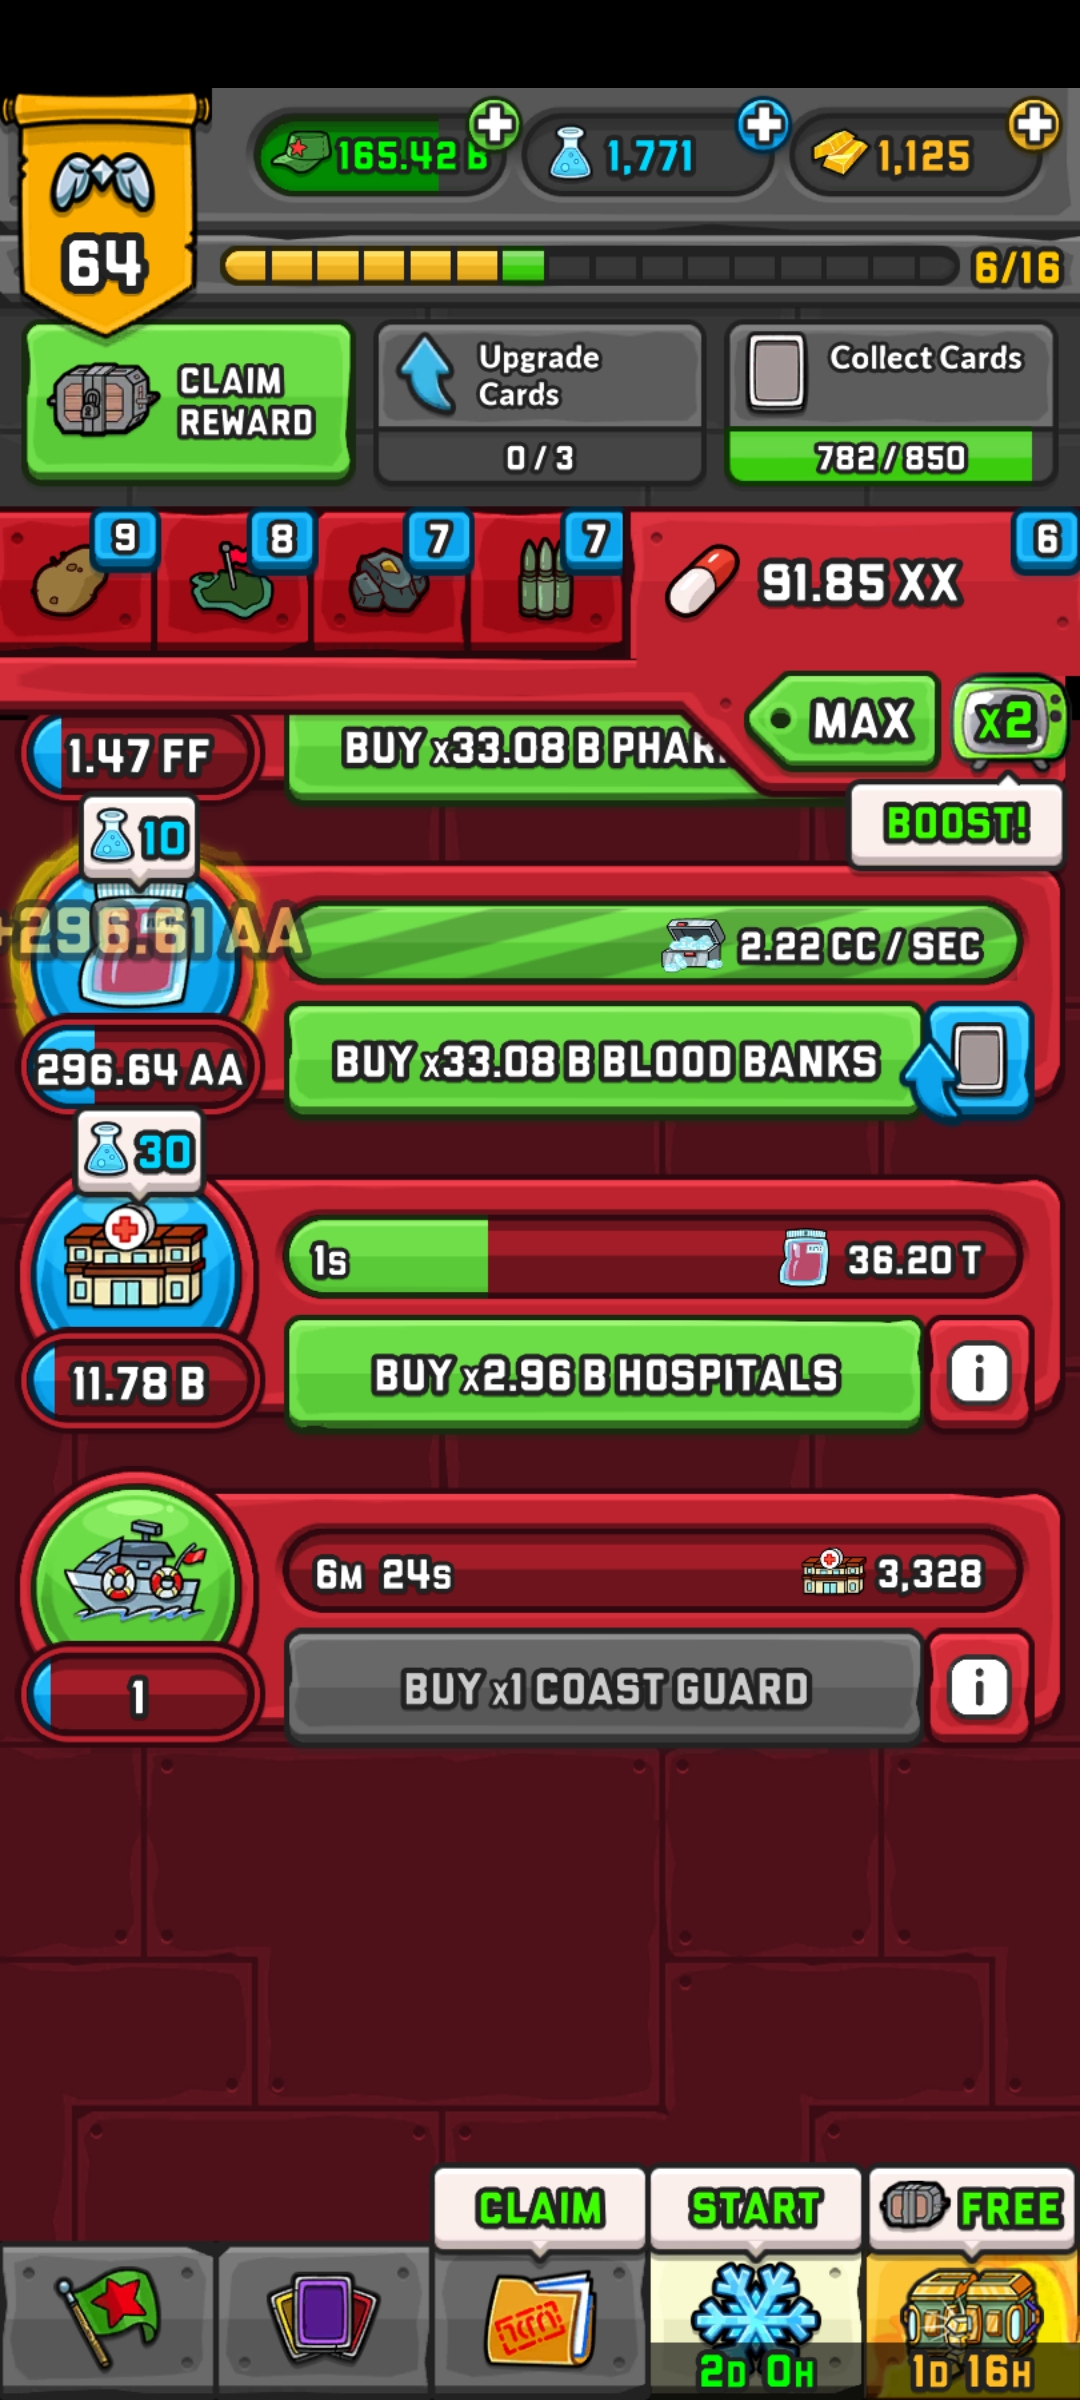 165.42 B
1,771
1,125
64
6/16
CLAIM
REWARD
Upgrade
Cards
0 / 3
Collect Cards
782 / 850
9
8
7
7
6
91.85 XX
MAX
x2
1.47 FF
BUY x33.08 B PHAR
BOOST!
10
+296.61 AA
2.22 CC / SEC
296.64 AA
BUY x33.08 B BLOOD BANKS
30
1s
36.20 T
11.78 B
BUY x2.96 B HOSPITALS
6M 24s
3,328
1
BUY x1 COAST GUARD
CLAIM
START
FREE
2D 0H
1D 16H